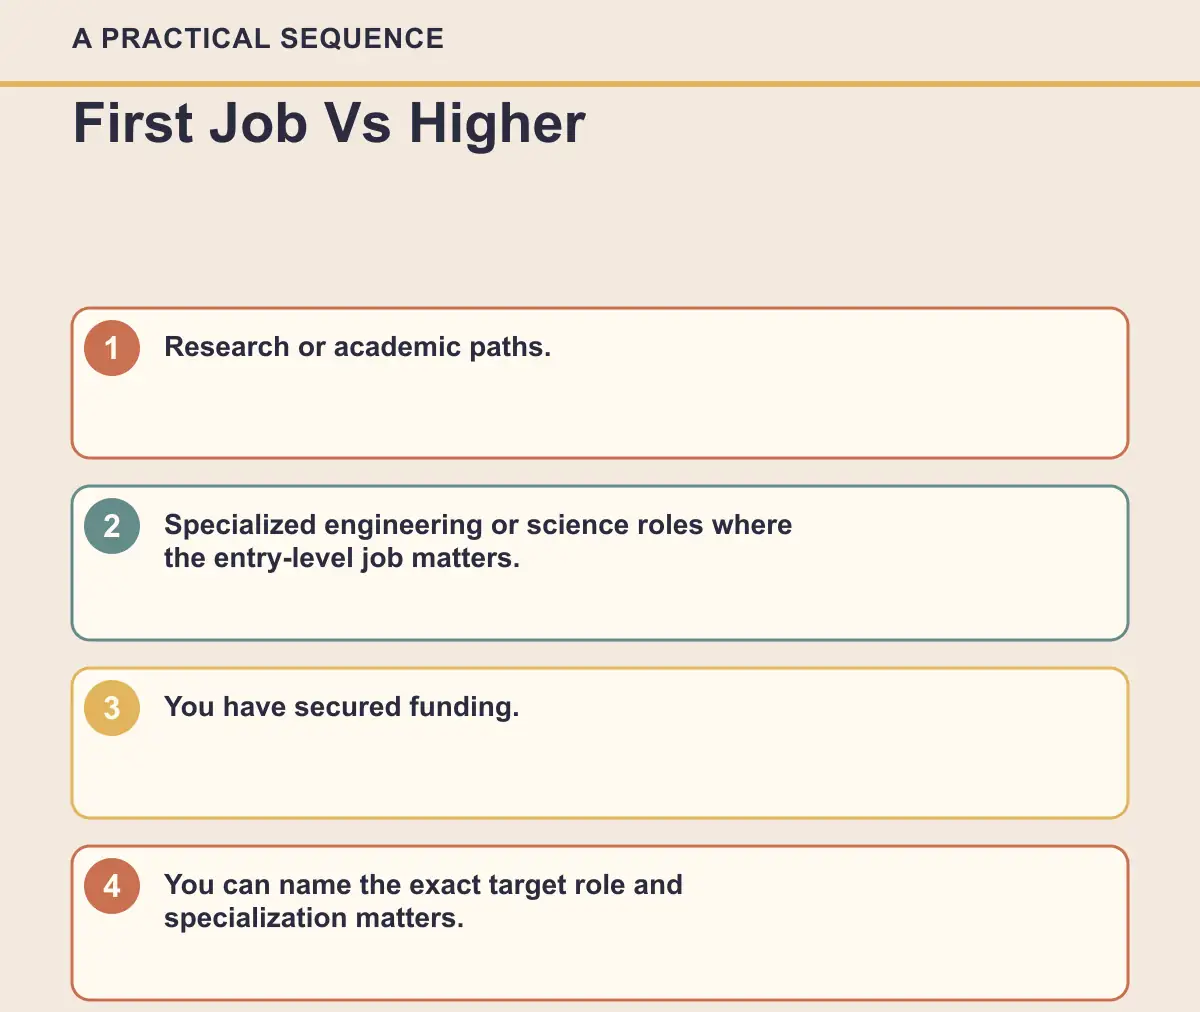 A PRACTICAL SEQUENCE
First Job Vs Higher
1
Research or academic paths.
2
Specialized engineering or science roles where
the entry-level job matters.
3
You have secured funding.
4
You can name the exact target role and
specialization matters.